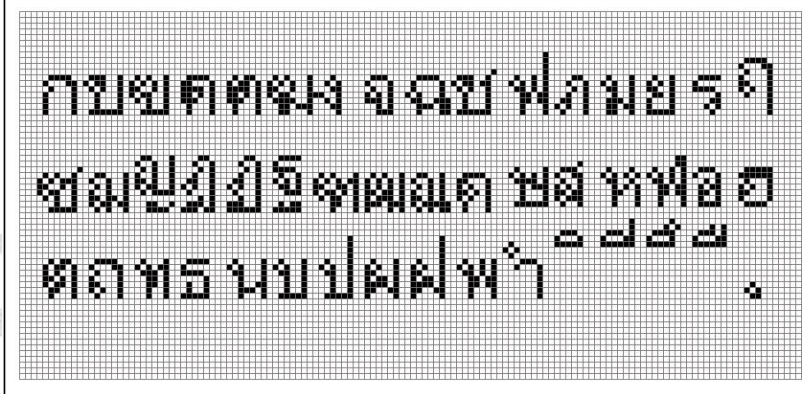 กขฃคฅฆง จ ฉช ฟภมยรฤ
ซฌญฎฏฐฑฒณด ษส หฬอฮ
ตถทธ นบปผฝพ ำ ิ ี ึ ื ฺ